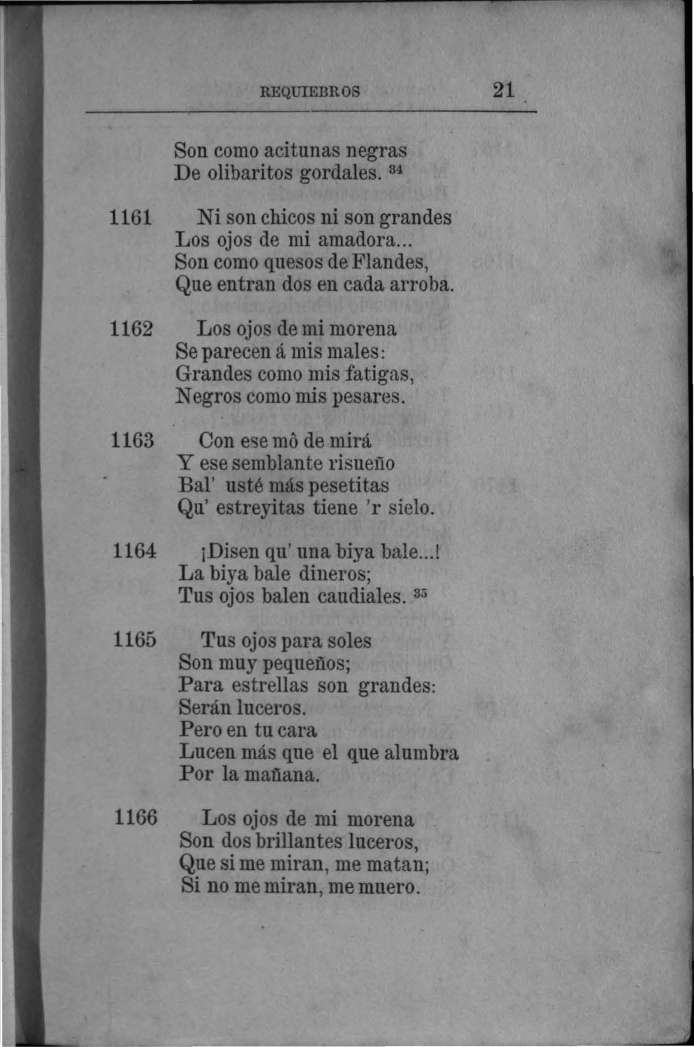 REQUIEBROS 21
Son como acitunas negras
De olibaritos gordales. 34
1161 Ni son chicos ni son grandes
Los ojos de mi amadora...
Son como quesos de Flandes,
Que entran dos en cada arroba.
1162 Los ojos de mi morena
Se parecen á mis males:
Grandes como mis fatigas,
Negros como mis pesares.
1163 Con ese mô de mirá
Y ese semblante risueño
Bal' usté más pesetitas
Qu' estreyitas tiene 'r sielo.
1164 ¡Disen qu' una biya bale...!
La biya bale dineros;
Tus ojos balen caudiales. 35
1165 Tus ojos para soles
Son muy pequeños;
Para estrellas son grandes:
Serán luceros.
Pero en tu cara
Lucen más que el que alumbra
Por la mañana.
1166 Los ojos de mi morena
Son dos brillantes luceros,
Que si me miran, me matan;
Si no me miran, me muero.